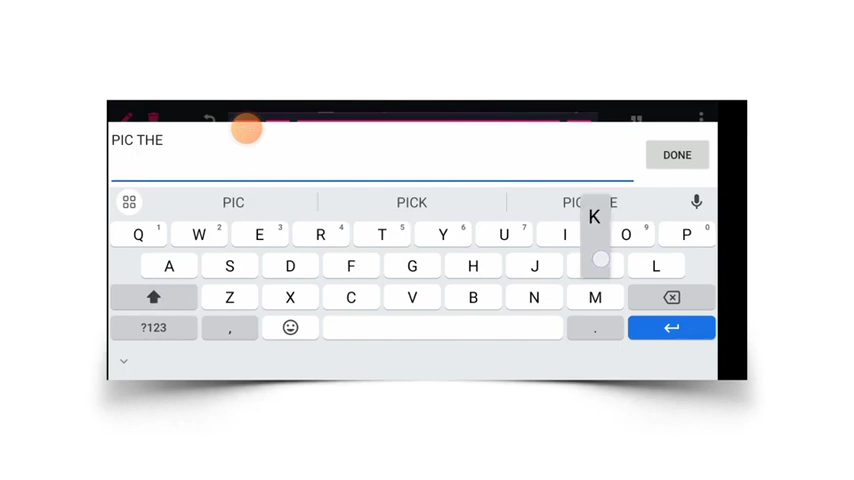 PIC THE
DONE
PIC PICK
K
Q 1 W 2 E 3 R 4 T 5 Y 6 U 7 I O 9 P 0
A S D F G H J L
Z X C V B N M
?123 , .